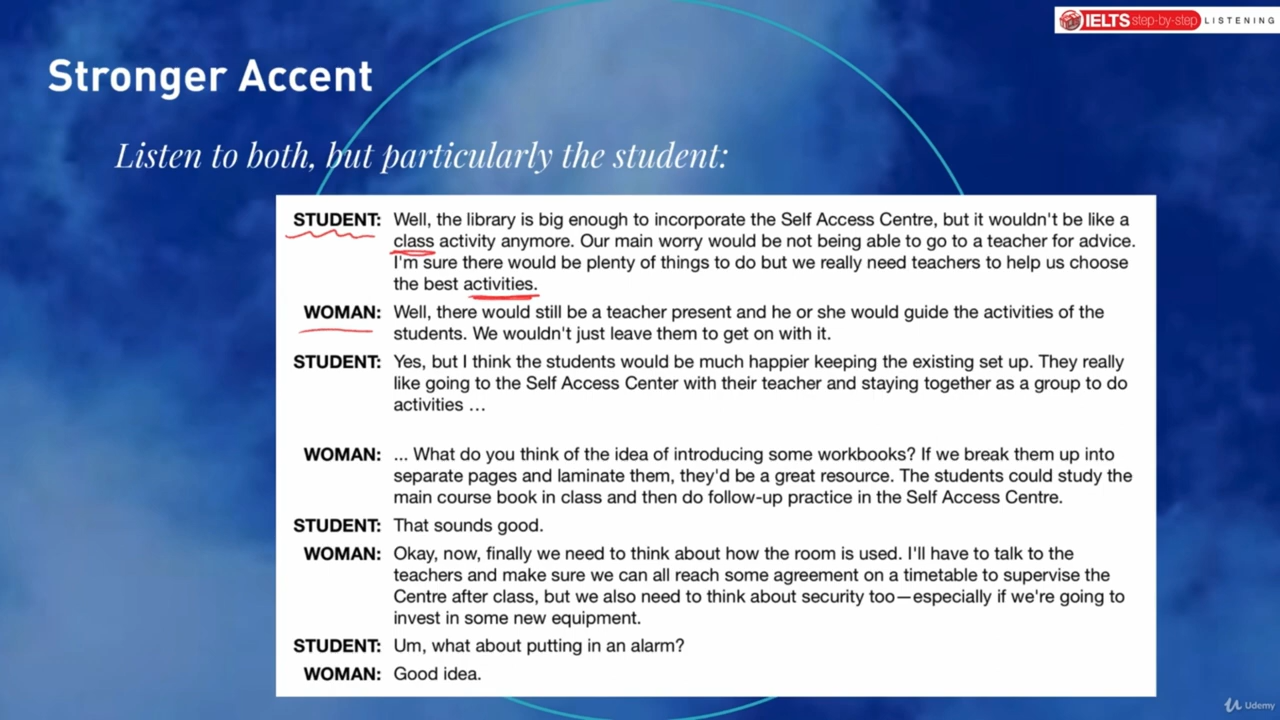 IELTS step-by-step LISTENING
Stronger Accent
Listen to both, but particularly the student:
STUDENT: Well, the library is big enough to incorporate the Self Access Centre, but it wouldn't be like a
class activity anymore. Our main worry would be not being able to go to a teacher for advice.
I'm sure there would be plenty of things to do but we really need teachers to help us choose
the best activities.
WOMAN: Well, there would still be a teacher present and he or she would guide the activities of the
students. We wouldn't just leave them to get on with it.
STUDENT: Yes, but I think the students would be much happier keeping the existing set up. They really
like going to the Self Access Center with their teacher and staying together as a group to do
activities ...
WOMAN: ... What do you think of the idea of introducing some workbooks? If we break them up into
separate pages and laminate them, they'd be a great resource. The students could study the
main course book in class and then do follow-up practice in the Self Access Centre.
STUDENT: That sounds good.
WOMAN: Okay, now, finally we need to think about how the room is used. I'll have to talk to the
teachers and make sure we can all reach some agreement on a timetable to supervise the
Centre after class, but we also need to think about security too—especially if we're going to
invest in some new equipment.
STUDENT: Um, what about putting in an alarm?
WOMAN: Good idea.
Udemy